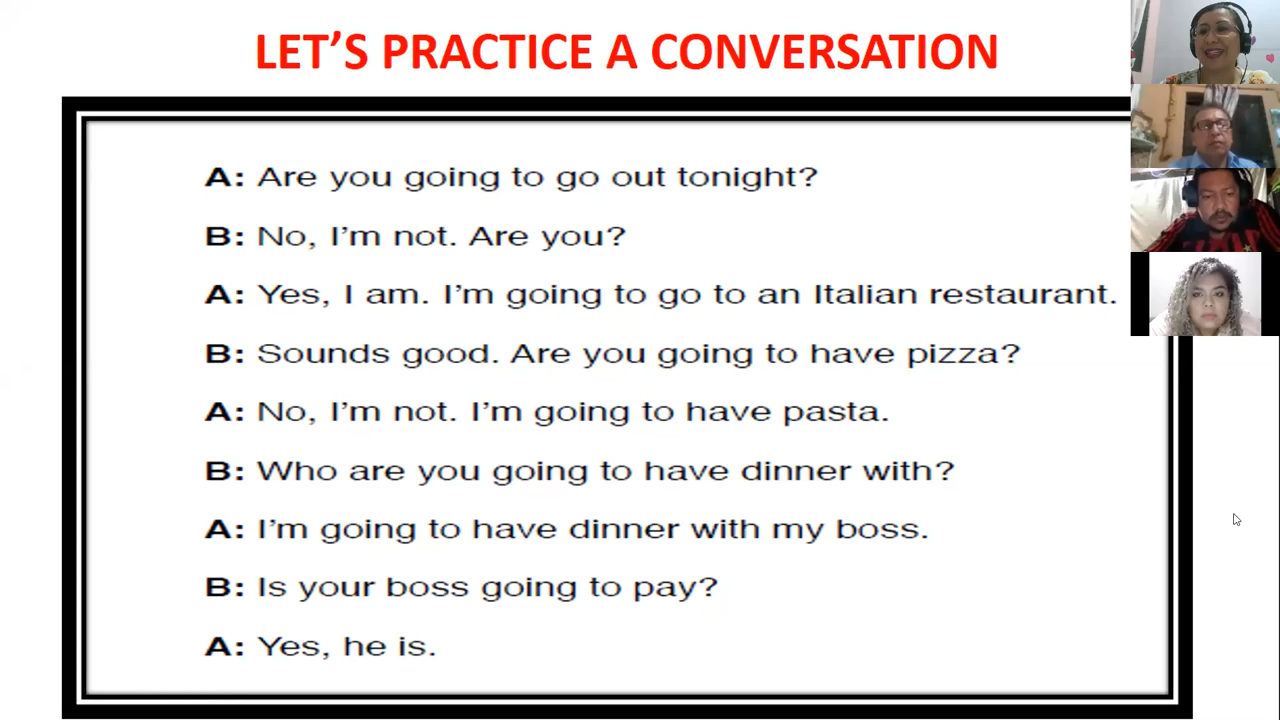 LET'S PRACTICE A CONVERSATION
A: Are you going to go out tonight?
B: No, I'm not. Are you?
A: Yes, I am. I'm going to go to an Italian restaurant.
B: Sounds good. Are you going to have pizza?
A: No, I'm not. I'm going to have pasta.
B: Who are you going to have dinner with?
A: I'm going to have dinner with my boss.
B: Is your boss going to pay?
A: Yes, he is.